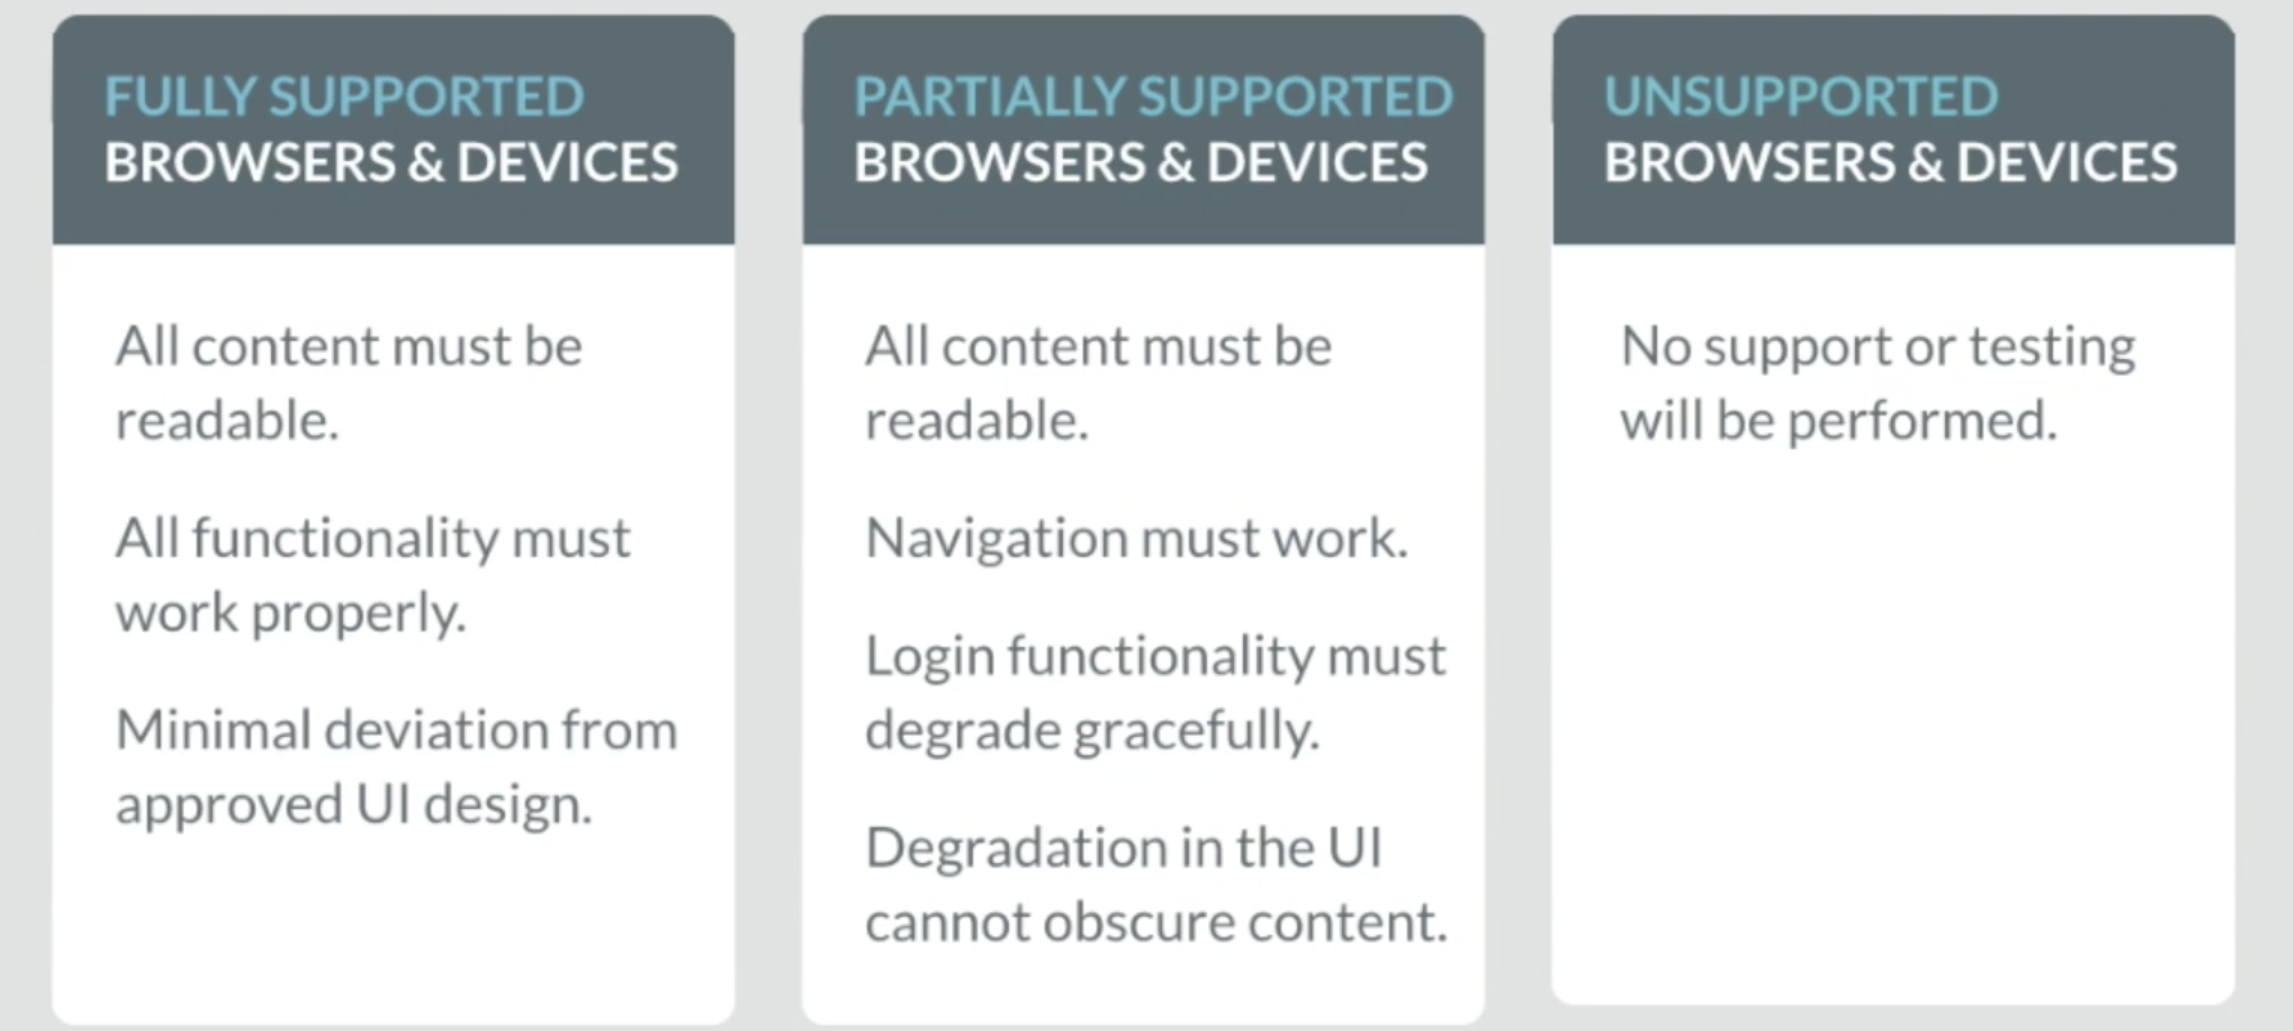 FULLY SUPPORTED
BROWSERS & DEVICES
All content must be
readable.
All functionality must
work properly.
Minimal deviation from
approved UI design.
PARTIALLY SUPPORTED
BROWSERS & DEVICES
All content must be
readable.
Navigation must work.
Login functionality must
degrade gracefully.
Degradation in the UI
cannot obscure content.
UNSUPPORTED
BROWSERS & DEVICES
No support or testing
will be performed.